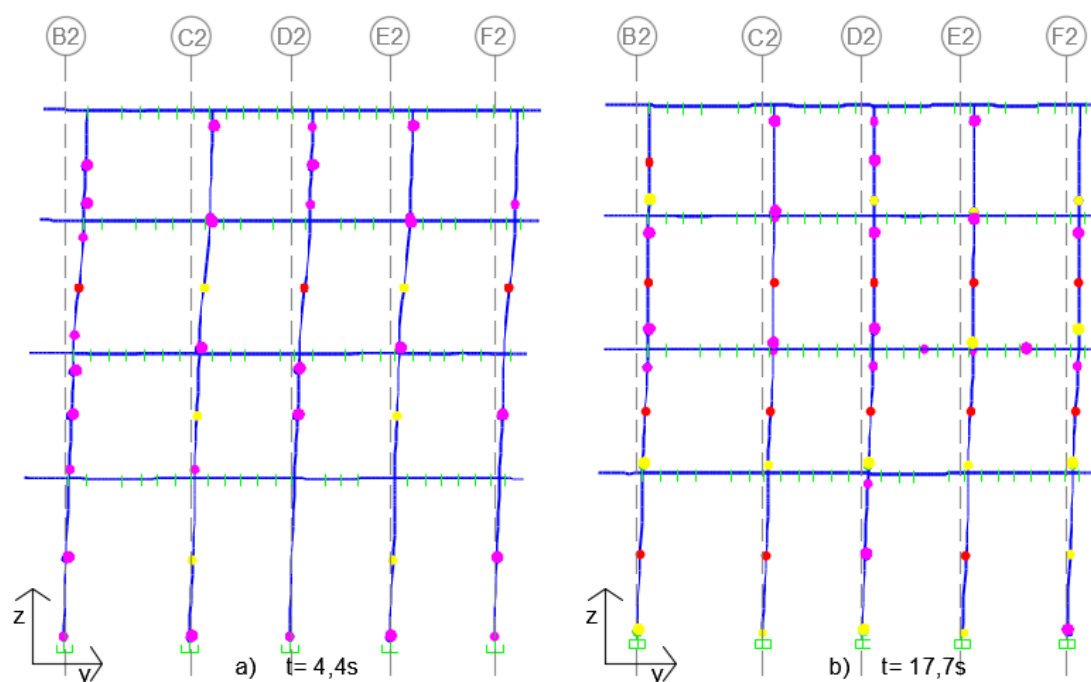 B2 C2 D2 E2 F2 B2 C2 D2 E2 F2
z z
y a) t= 4,4s y b) t= 17,7s